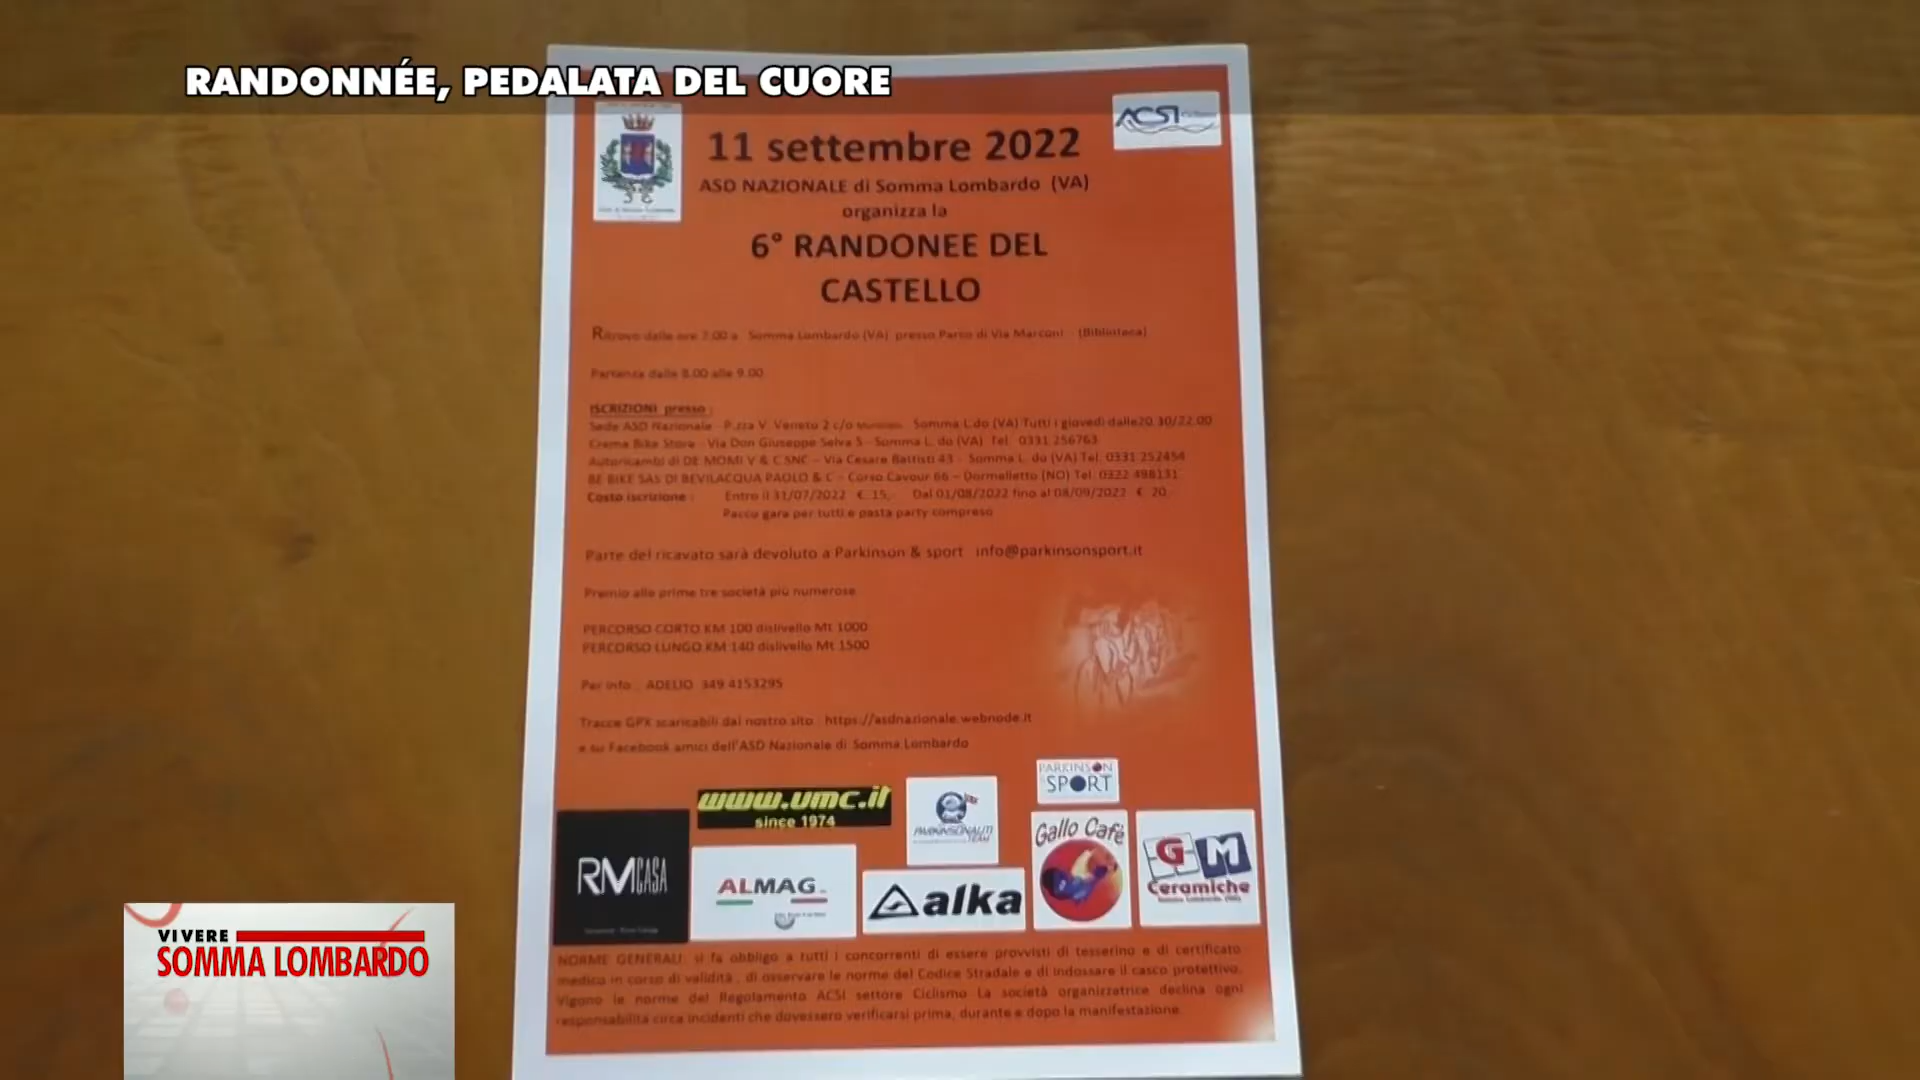 RANDONNÉE, PEDALATA DEL CUORE
ACSI Ciclismo
11 settembre 2022
ASD NAZIONALE di Somma Lombardo (VA)
organizza la
6° RANDONEE DEL
CASTELLO
Ritrovo dalle ore 7.00 a Somma Lombardo (VA) presso Parco di Via Marconi - (Biblioteca)
Partenza dalle 8.00 alle 9.00
ISCRIZIONI presso :
Sede ASD Nazionale - P.zza V. Veneto 2 c/o Somma L.do (VA) Tutti i giovedì dalle20.30/22.00
Crema Bike Store - Via Don Giuseppe Selva 5 - Somma L. do (VA) Tel. 0331 256763
Autoricambi di DE MOMI V & C SNC – Via Cesare Battisti 43 - Somma L. do (VA) Tel. 0331 252454
BE BIKE SAS DI BEVILACQUA PAOLO & C – Corso Cavour 66 – Dormelletto (NO) Tel. 0322 498131
Costo iscrizione : Entro il 31/07/2022 €. 15,- Dal 01/08/2022 fino al 08/09/2022 € 20.-
Pacco gara per tutti e pasta party compreso
Parte del ricavato sarà devoluto a Parkinson & sport info@parkinsonsport.it
Premio alle prime tre società più numerose
PERCORSO CORTO KM 100 dislivello Mt 1000
PERCORSO LUNGO KM 140 dislivello Mt 1500
Per info : ADELIO 349 4153295
Tracce GPX scaricabili dal nostro sito : https://asdnazionale.webnode.it
e su Facebook amici dell'ASD Nazionale di Somma Lombardo
PARKINSON
SPORT
www.umc.it
since 1974
PARKINSONAUTI
TEAM
Gallo Cafè
RMCASA
ALMAG
alka
GM
Ceramiche
NORME GENERALI: si fa obbligo a tutti i concorrenti di essere provvisti di tesserino e di certificato
medico in corso di validità , di osservare le norme del Codice Stradale e di indossare il casco protettivo.
Vigono le norme del Regolamento ACSI settore Ciclismo La società organizzatrice declina ogni
responsabilità circa incidenti che dovessero verificarsi prima, durante e dopo la manifestazione.
VIVERE
SOMMA LOMBARDO